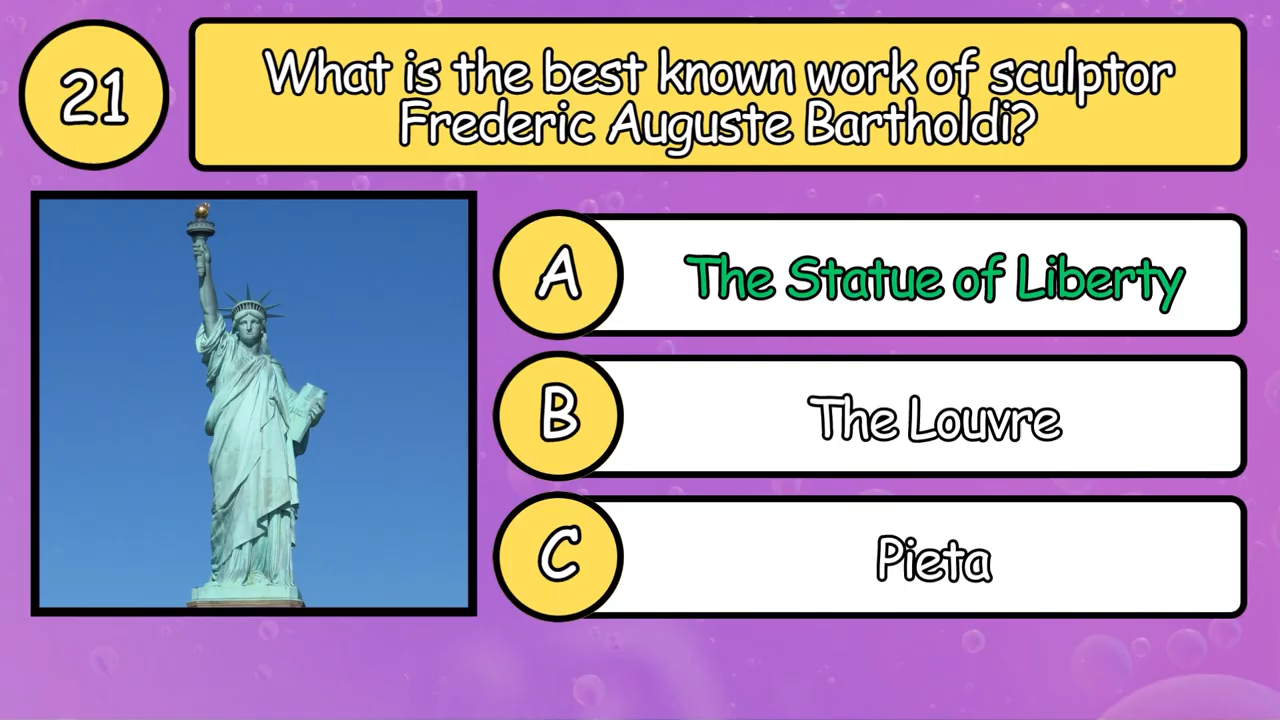 21
What is the best known work of sculptor
Frederic Auguste Bartholdi?
A
The Statue of Liberty
B
The Louvre
C
Pieta